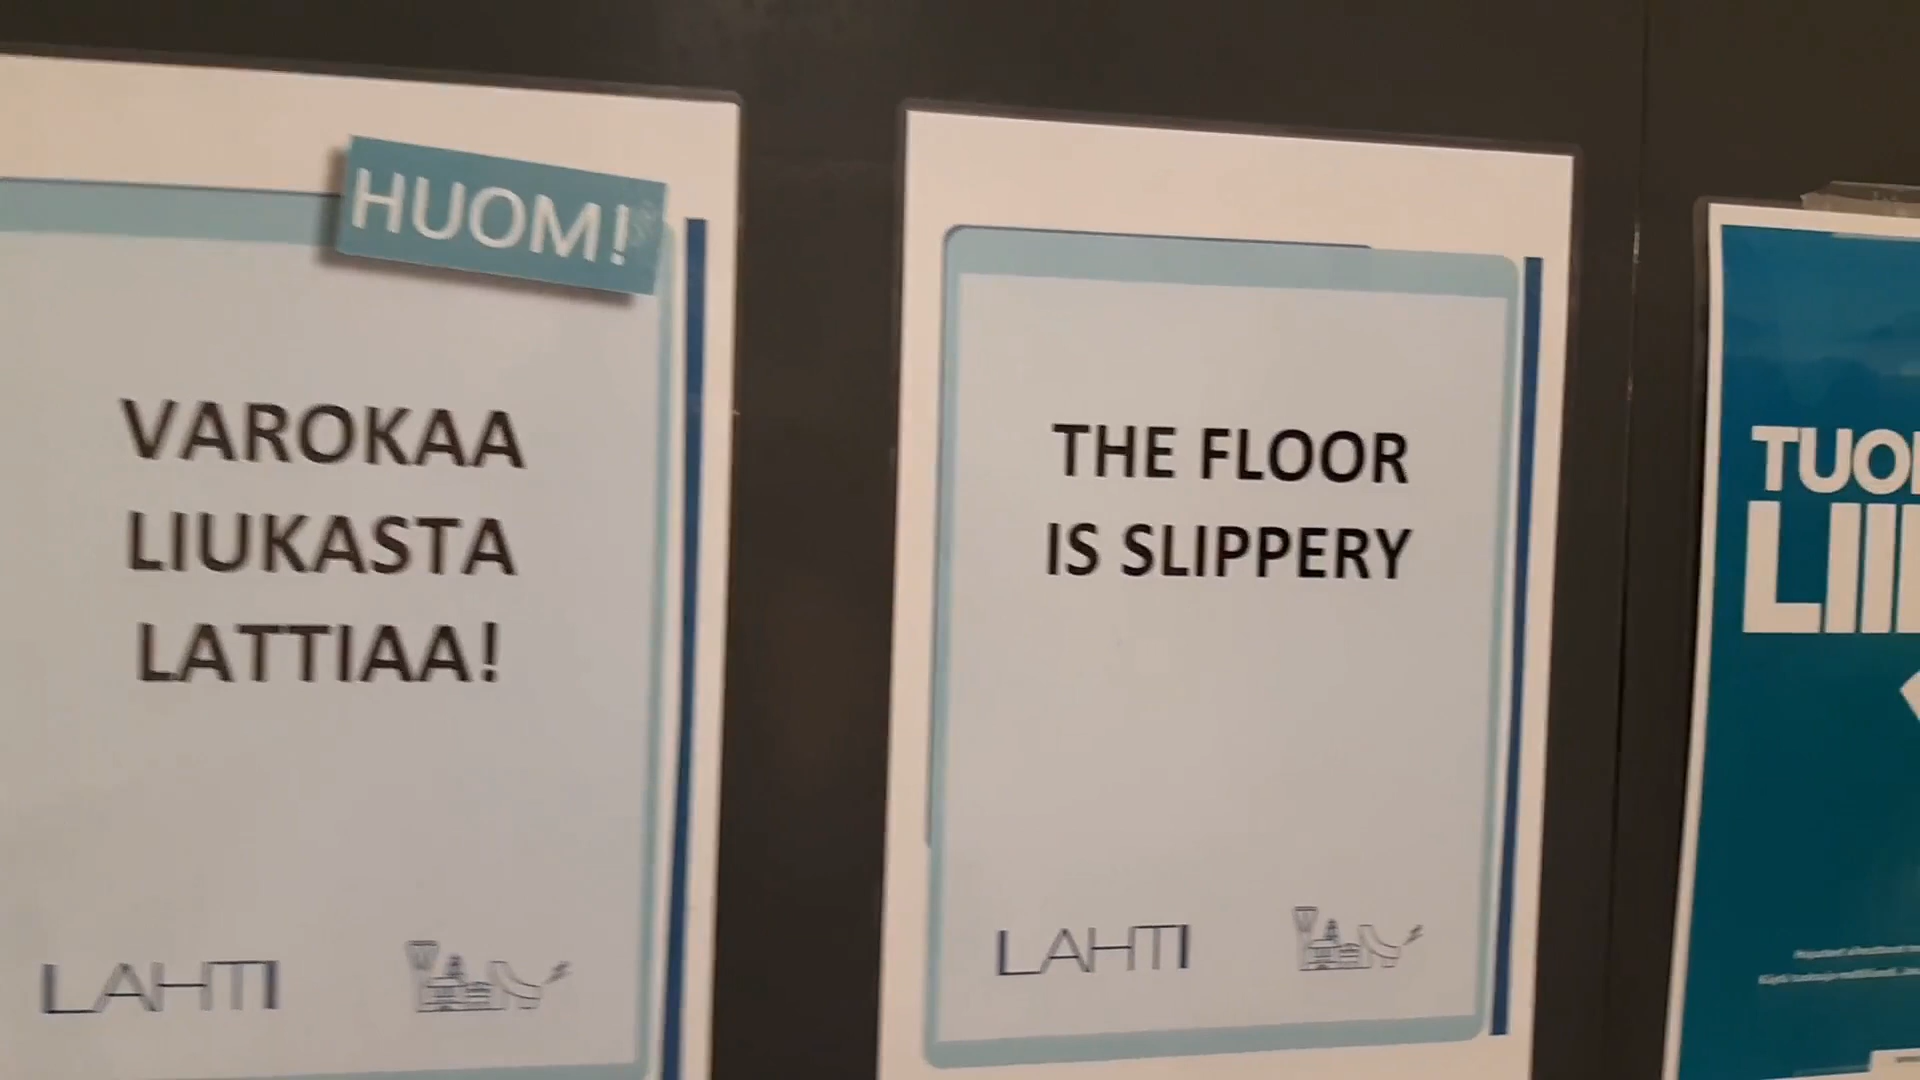 HUOM!
VAROKAA
LIUKASTA
LATTIAA!
LAHTI
THE FLOOR
IS SLIPPERY
LAHTI